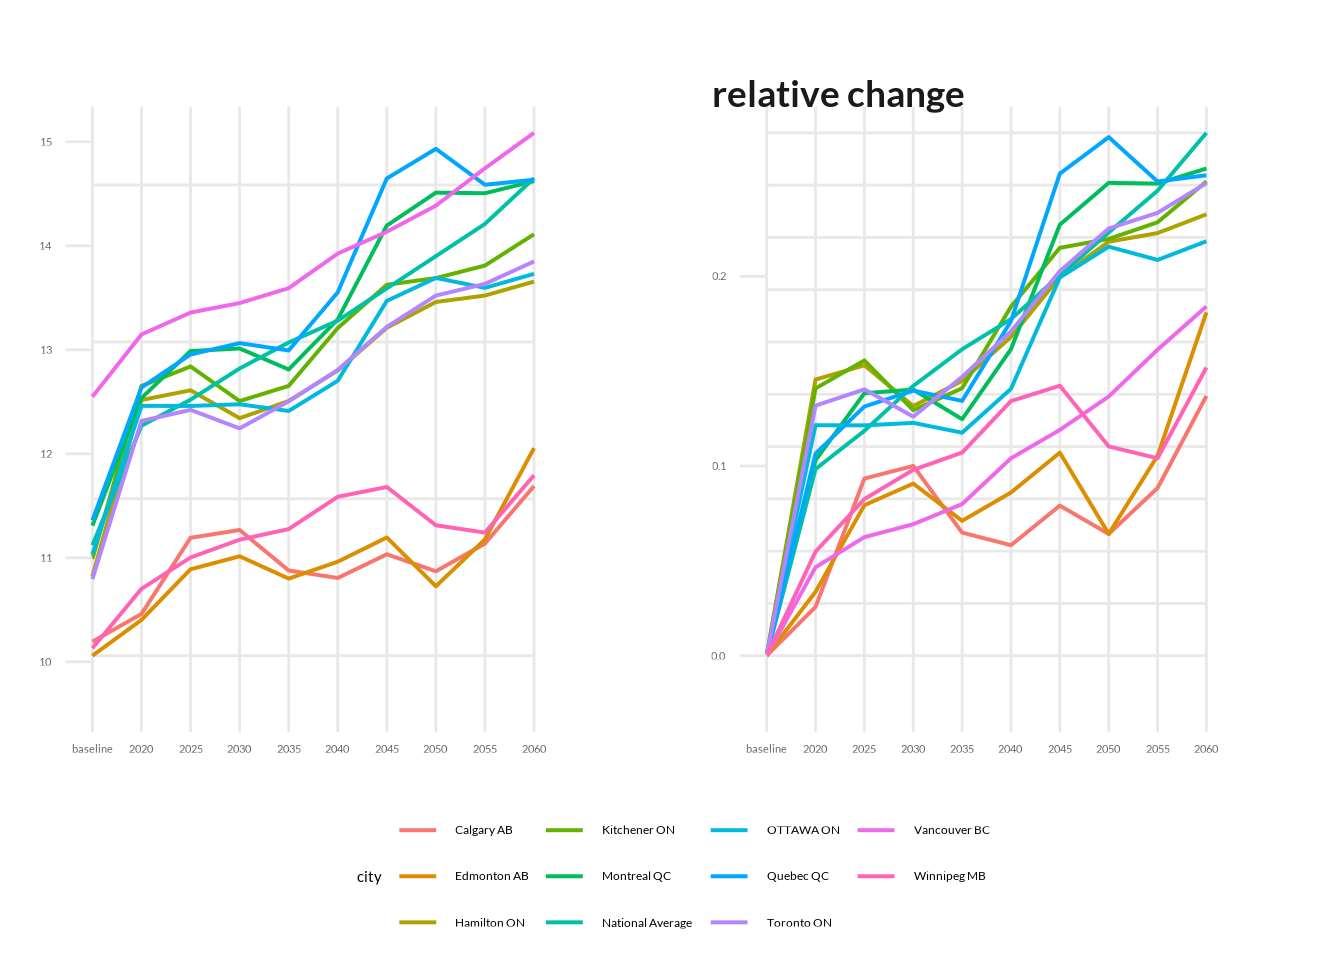 relative change
15
14
13
12
11
10
0.2
0.1
0.0
baseline 2020 2025 2030 2035 2040 2045 2050 2055 2060
baseline 2020 2025 2030 2035 2040 2045 2050 2055 2060
Calgary AB Kitchener ON OTTAWA ON Vancouver BC
city Edmonton AB Montreal QC Quebec QC Winnipeg MB
Hamilton ON National Average Toronto ON